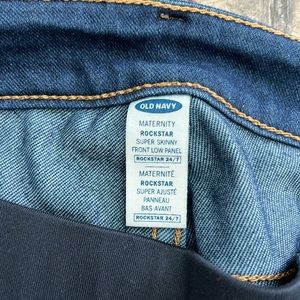 OLD NAVY
MATERNITY
ROCKSTAR
SUPER SKINNY
FRONT LOW PANEL
ROCKSTAR 24/7
MATERNITÉ
ROCKSTAR
SUPER AJUSTÉ
PANNEAU
BAS AVANT
ROCKSTAR 24/7